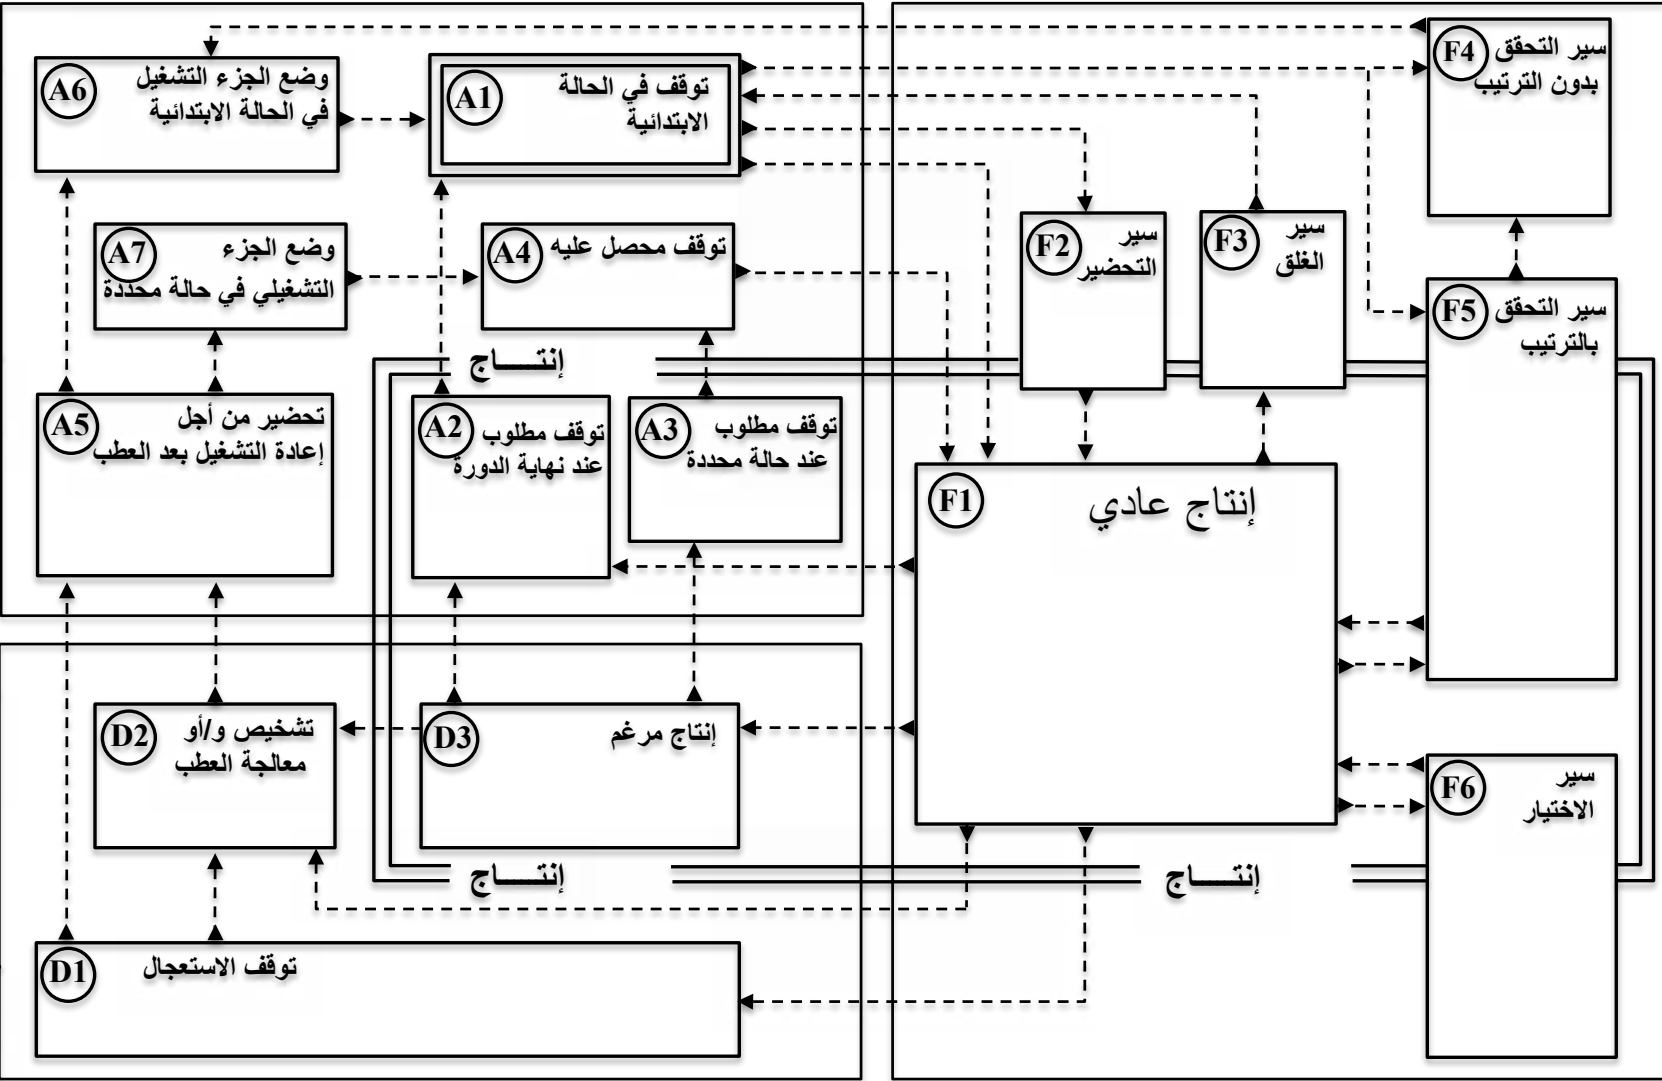 A6
وضع الجزء التشغيل
في الحالة الابتدائية
A1
توقف في الحالة
الابتدائية
F4
سير التحقق
بدون الترتيب
A7
وضع الجزء
التشغيلي في حالة محددة
A4
توقف محصل عليه
F2
سير
التحضير
F3
سير
الغلق
F5
سير التحقق
بالترتيب
إنتـــــاج
A5
تحضير من أجل
إعادة التشغيل بعد العطب
A2
توقف مطلوب
عند نهاية الدورة
A3
توقف مطلوب
عند حالة محددة
F1
إنتاج عادي
D2
تشخيص و/أو
معالجة العطب
D3
إنتاج مرغم
F6
سير
الاختيار
إنتـــــاج
إنتـــــاج
D1
توقف الاستعجال